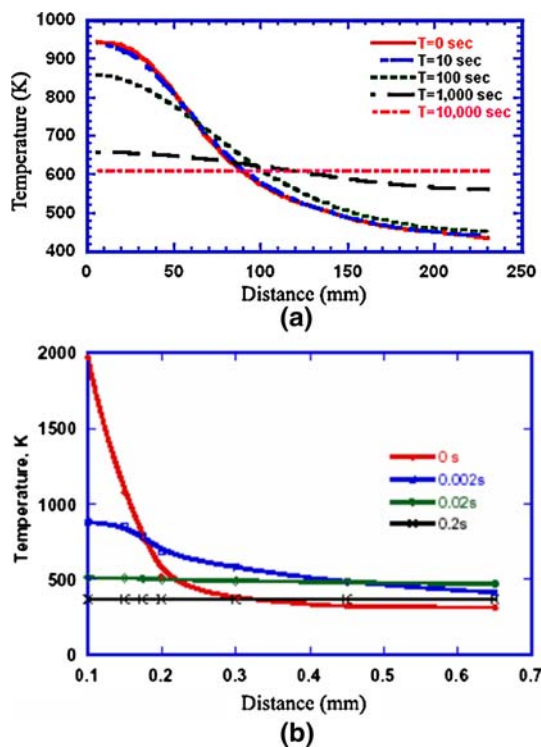 1000
900
800
700
600
500
400
Temperature (K)
T=0 sec
T=10 sec
T=100 sec
T=1,000 sec
T=10,000 sec
0 50 100 150 200 250
Distance (mm)
(a)
2000
1500
1000
500
0
Temperature, K
0 s
0.002s
0.02s
0.2s
0.1 0.2 0.3 0.4 0.5 0.6 0.7
Distance (mm)
(b)